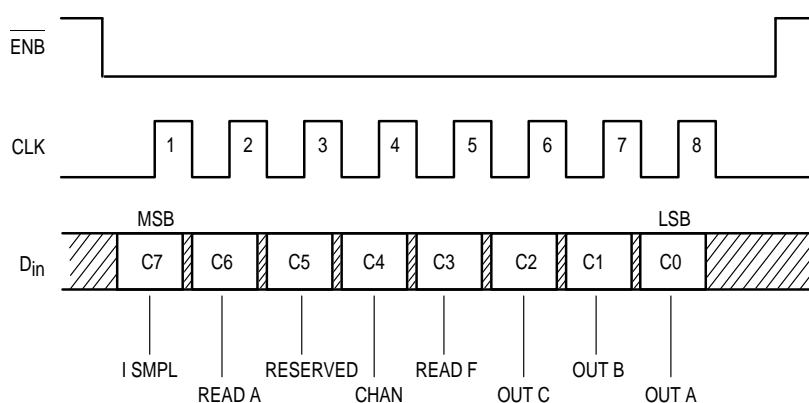 ENB
CLK 1 2 3 4 5 6 7 8
MSB LSB
Din C7 C6 C5 C4 C3 C2 C1 C0
I SMPL RESERVED READ F OUT B
READ A CHAN OUT C OUT A